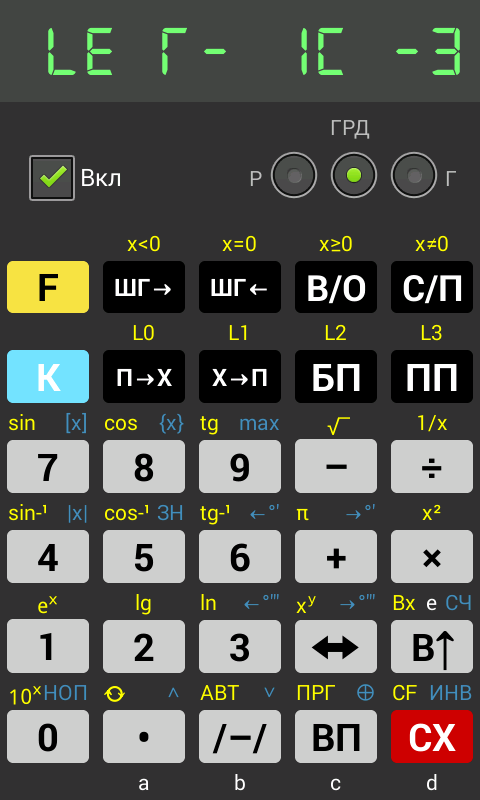 LE Г- 1C -3
ГРД
Вкл Р Г
x<0 x=0 x≥0 x≠0
F ШГ→ ШГ← В/О С/П
L0 L1 L2 L3
К П→X X→П БП ПП
sin [x] cos {x} tg max √ 1/x
7 8 9 − ÷
sin-¹ |x| cos-¹ ЗН tg-¹ ←°' π →°' x²
4 5 6 + ×
eˣ lg ln ←°'" xʸ →°'" Вx e СЧ
1 2 3 ⬌ В↑
10ˣ НОП ^ АВТ ˅ ПРГ ⊕ CF ИНВ
0 • /−/ ВП CX
a b c d